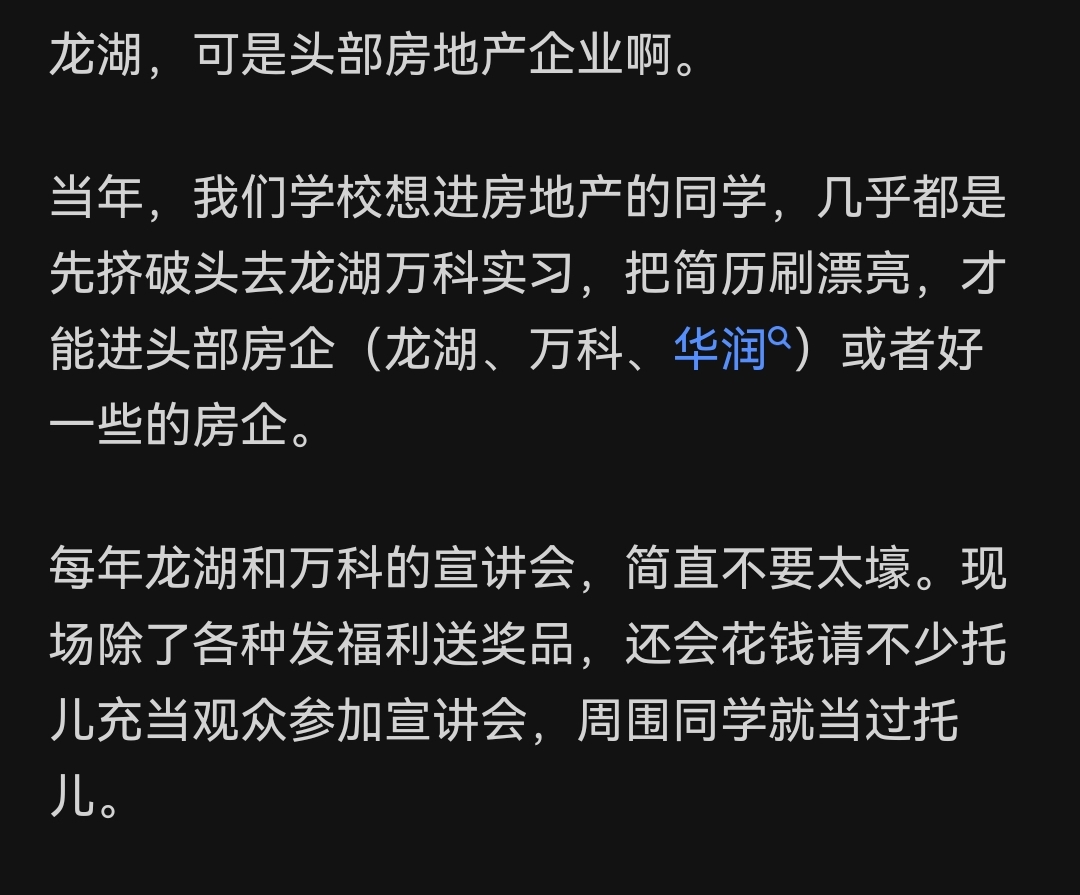 龙湖，可是头部房地产企业啊。
当年，我们学校想进房地产的同学，几乎都是
先挤破头去龙湖万科实习，把简历刷漂亮，才
能进头部房企（龙湖、万科、华润）或者好
一些的房企。
每年龙湖和万科的宣讲会，简直不要太壕。现
场除了各种发福利送奖品，还会花钱请不少托
儿充当观众参加宣讲会，周围同学就当过托
儿。